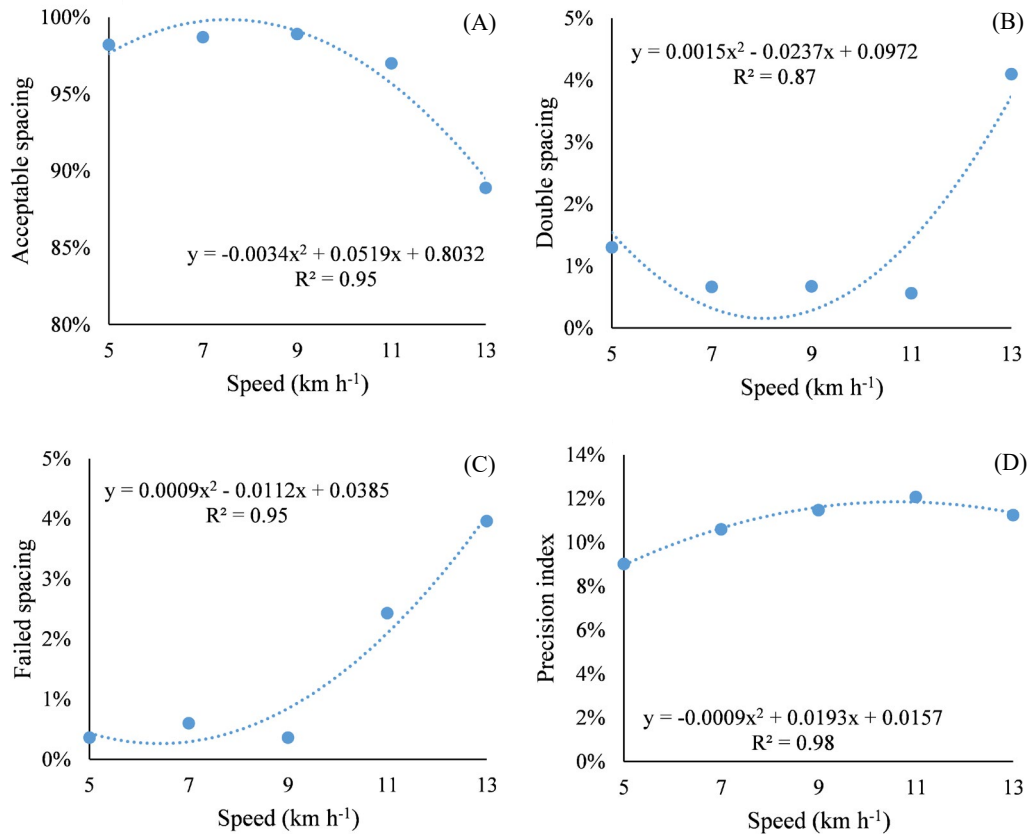 (A)
100%
95%
90%
85%
80%
Acceptable spacing
y = -0.0034x² + 0.0519x + 0.8032
R² = 0.95
5 7 9 11 13
Speed (km h⁻¹)
(B)
5%
4%
3%
2%
1%
0%
Double spacing
y = 0.0015x² - 0.0237x + 0.0972
R² = 0.87
5 7 9 11 13
Speed (km h⁻¹)
(C)
5%
4%
3%
2%
1%
0%
Failed spacing
y = 0.0009x² - 0.0112x + 0.0385
R² = 0.95
5 7 9 11 13
Speed (km h⁻¹)
(D)
14%
12%
10%
8%
6%
4%
2%
0%
Precision index
y = -0.0009x² + 0.0193x + 0.0157
R² = 0.98
5 7 9 11 13
Speed (km h⁻¹)